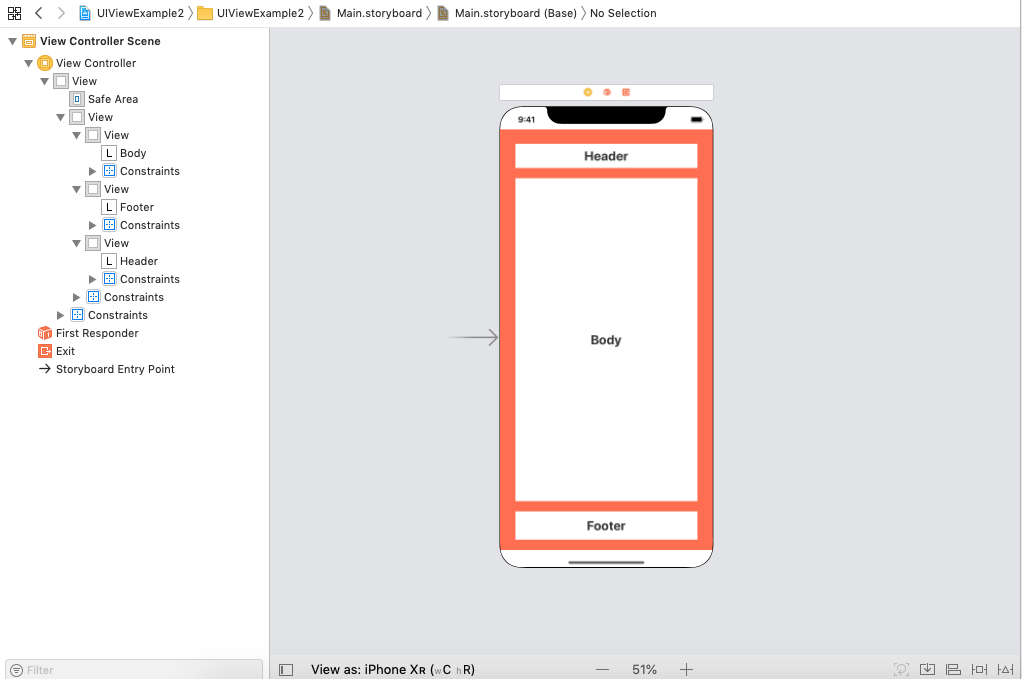 UIViewExample2 UIViewExample2 Main.storyboard Main.storyboard (Base) No Selection
View Controller Scene
View Controller
View
Safe Area
View
View
L Body
Constraints
View
L Footer
Constraints
View
L Header
Constraints
Constraints
Constraints
First Responder
Exit
Storyboard Entry Point
Filter
9:41
Header
Body
Footer
View as: iPhone XR (wC hR)
51%